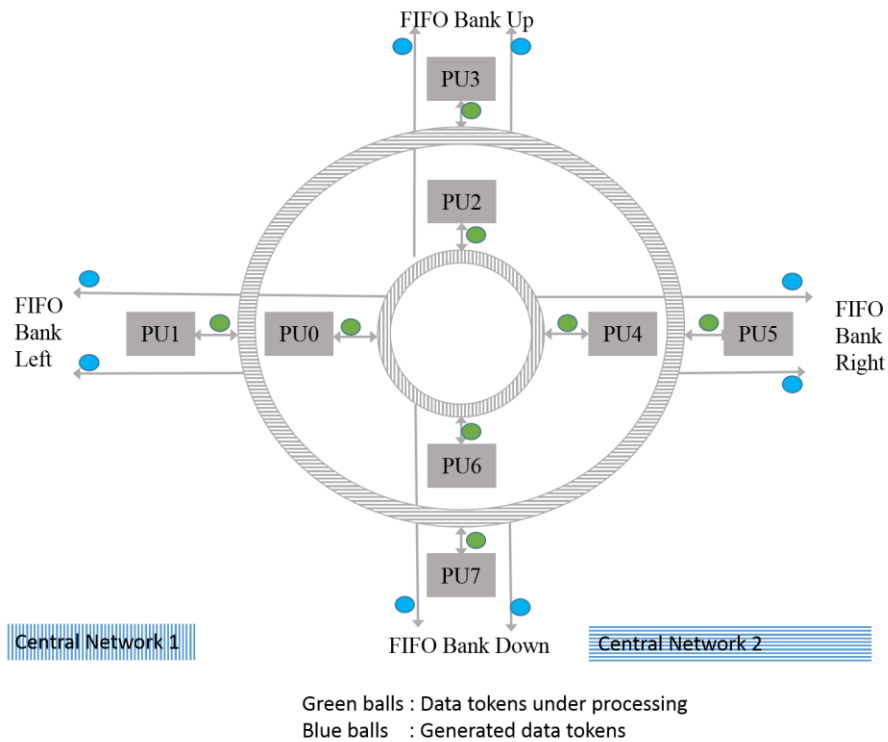 FIFO Bank Up
PU3
PU2
FIFO
Bank
Left
PU1
PU0
PU4
PU5
FIFO
Bank
Right
PU6
PU7
Central Network 1
FIFO Bank Down
Central Network 2
Green balls : Data tokens under processing
Blue balls : Generated data tokens